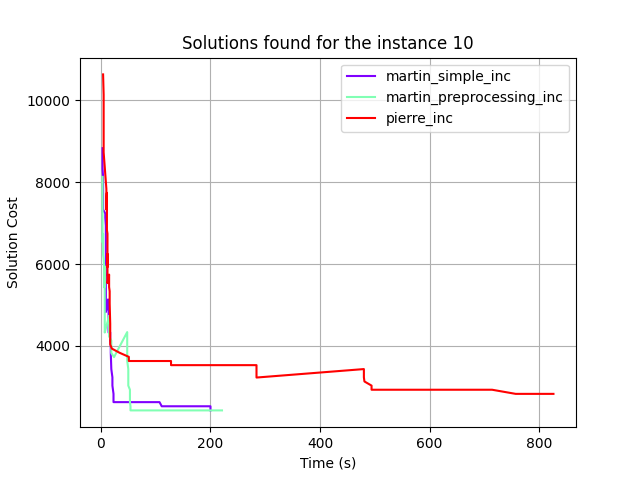 Solutions found for the instance 10
martin_simple_inc
martin_preprocessing_inc
pierre_inc
10000
8000
6000
4000
Solution Cost
0 200 400 600 800
Time (s)